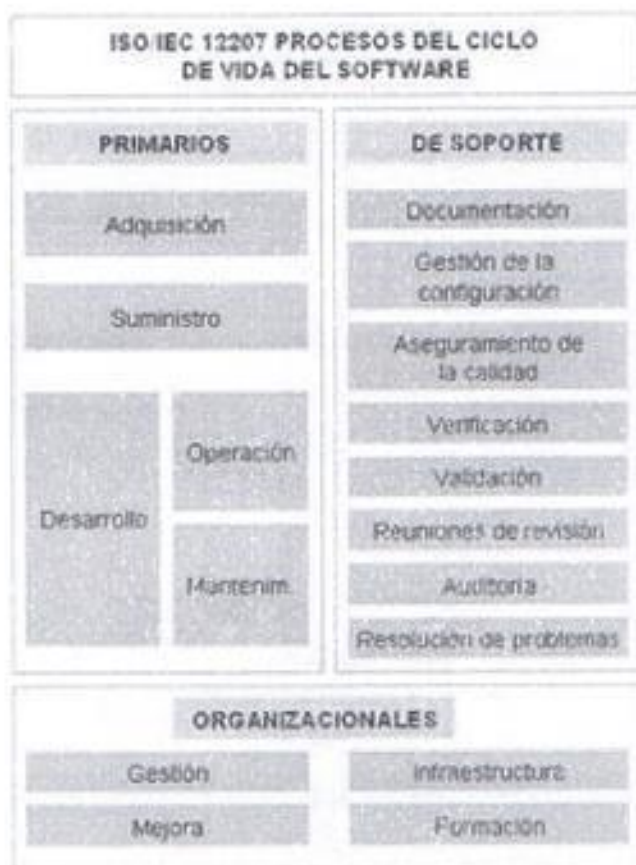 ISO/IEC 12207 PROCESOS DEL CICLO
DE VIDA DEL SOFTWARE
PRIMARIOS
Adquisición
Suministro
Desarrollo
Operación
Mantenim.
DE SOPORTE
Documentación
Gestión de la
configuración
Aseguramiento de
la calidad
Verificación
Validación
Reuniones de revisión
Auditoria
Resolución de problemas
ORGANIZACIONALES
Gestión
Infraestructura
Mejora
Formación